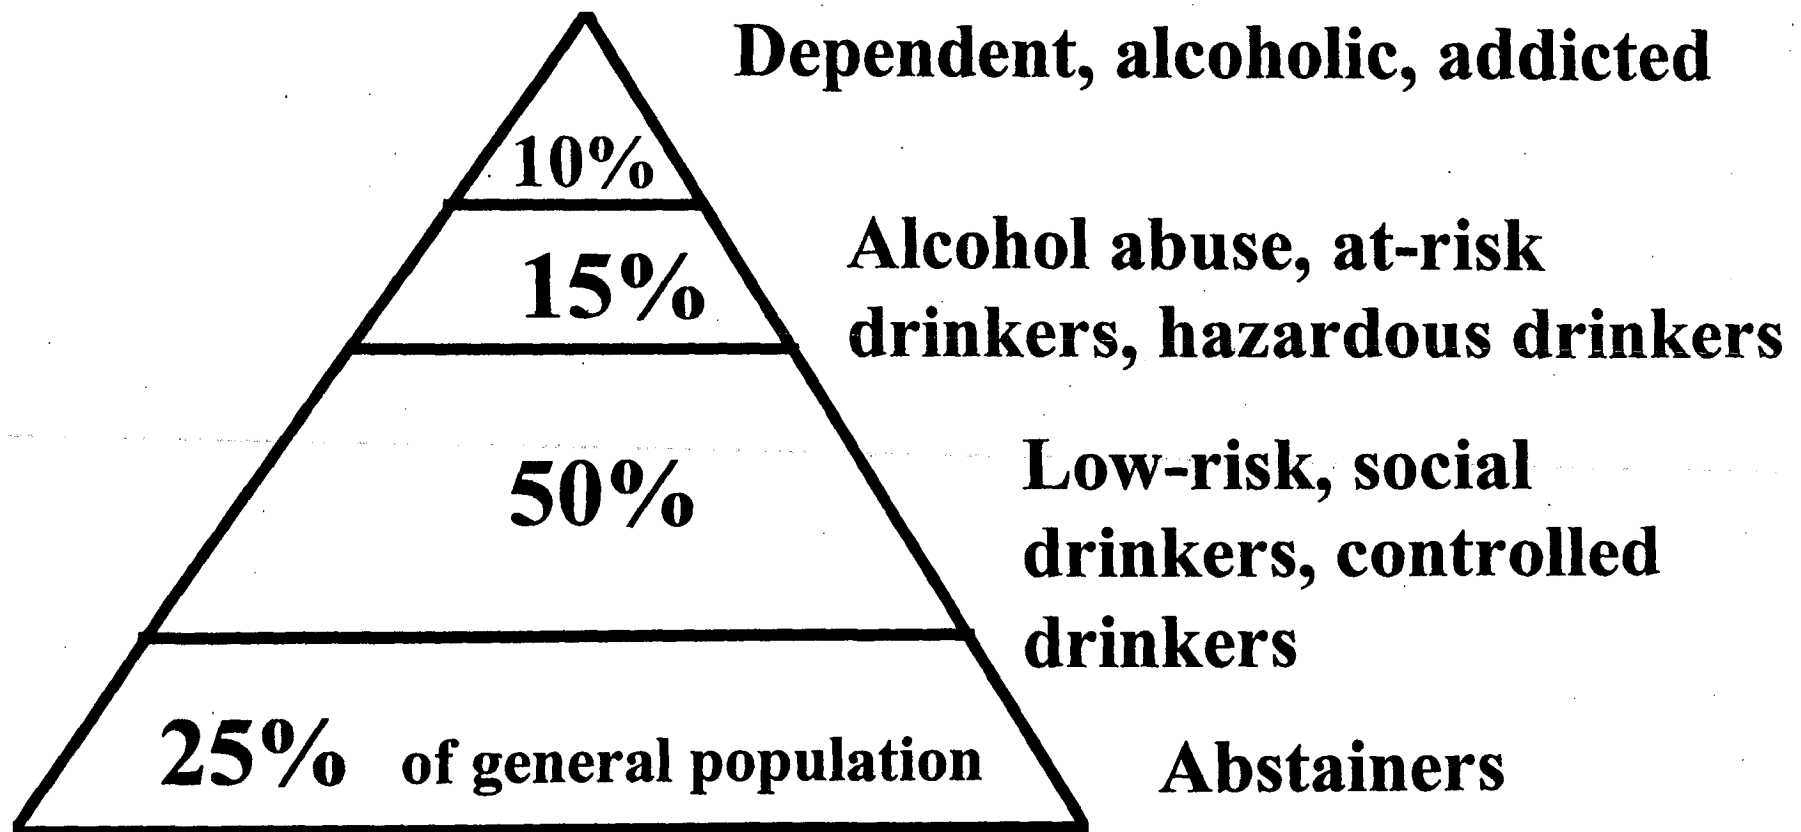 Dependent, alcoholic, addicted
10%
Alcohol abuse, at-risk
15%
drinkers, hazardous drinkers
50%
Low-risk, social
drinkers, controlled
drinkers
25% of general population
Abstainers